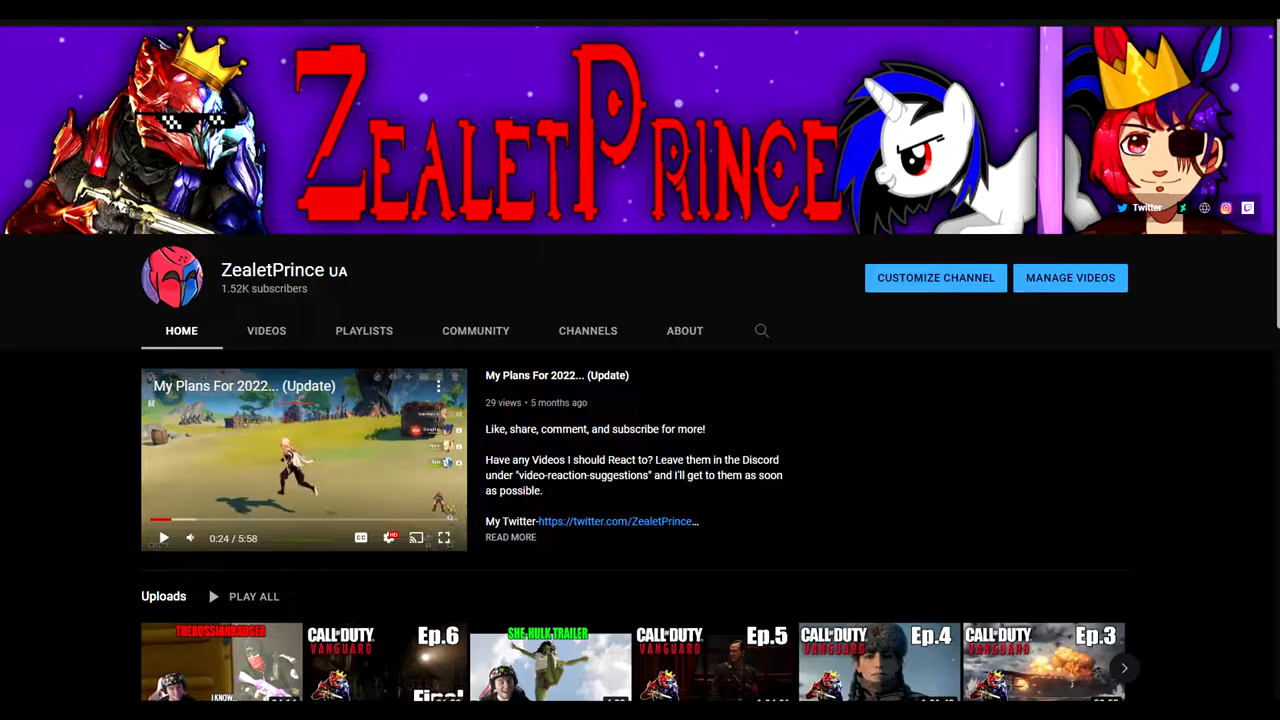 ZEALETPRINCE
Twitter
ZealetPrince UA
1.52K subscribers
CUSTOMIZE CHANNEL
MANAGE VIDEOS
HOME
VIDEOS
PLAYLISTS
COMMUNITY
CHANNELS
ABOUT
My Plans For 2022... (Update)
0:24 / 5:58
My Plans For 2022... (Update)
29 views • 5 months ago
Like, share, comment, and subscribe for more!
Have any Videos I should React to? Leave them in the Discord
under "video-reaction-suggestions" and I'll get to them as soon
as possible.
My Twitter-https://twitter.com/ZealetPrince...
READ MORE
Uploads
PLAY ALL
THERUSSIANBADGER
I KNOW...
CALL OF DUTY
VANGUARD
Ep.6
Final
SHE-HULK TRAILER
CALL OF DUTY
VANGUARD
Ep.5
CALL OF DUTY
VANGUARD
Ep.4
CALL OF DUTY
VANGUARD
Ep.3